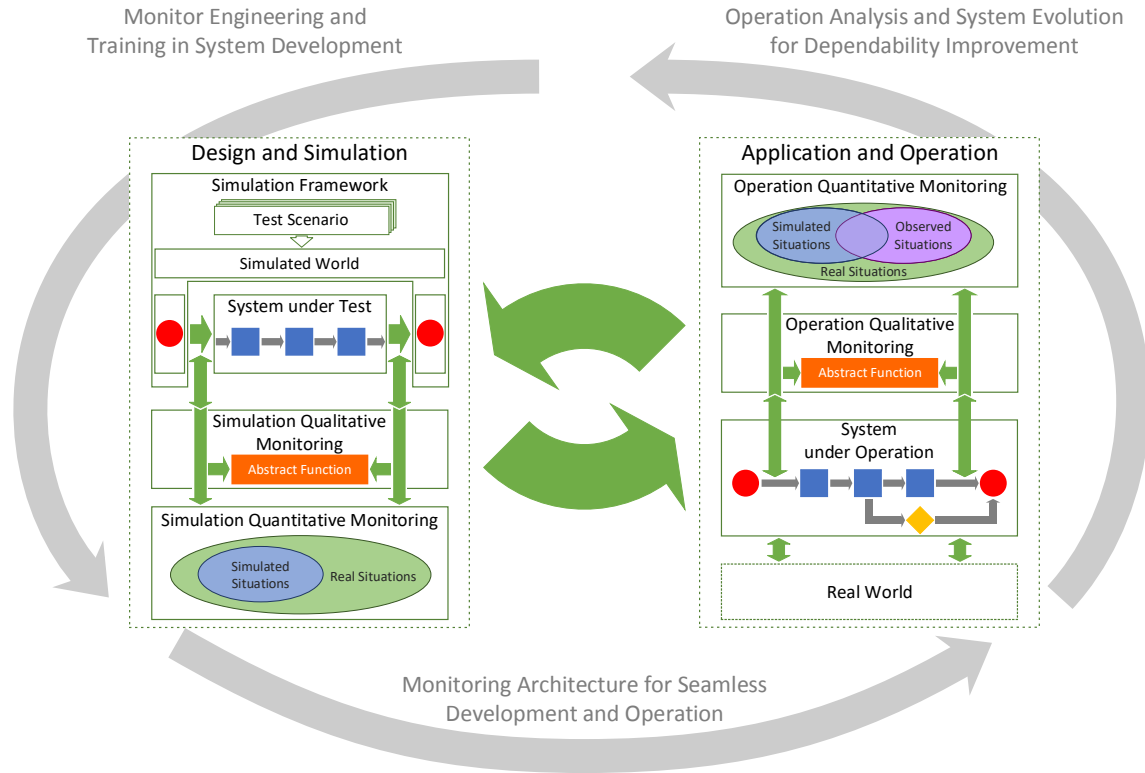 Monitor Engineering and
Training in System Development
Operation Analysis and System Evolution
for Dependability Improvement
Design and Simulation
Simulation Framework
Test Scenario
Simulated World
System under Test
Simulation Qualitative
Monitoring
Abstract Function
Simulation Quantitative Monitoring
Simulated
Situations
Real Situations
Application and Operation
Operation Quantitative Monitoring
Simulated
Situations
Observed
Situations
Real Situations
Operation Qualitative
Monitoring
Abstract Function
System
under Operation
Real World
Monitoring Architecture for Seamless
Development and Operation